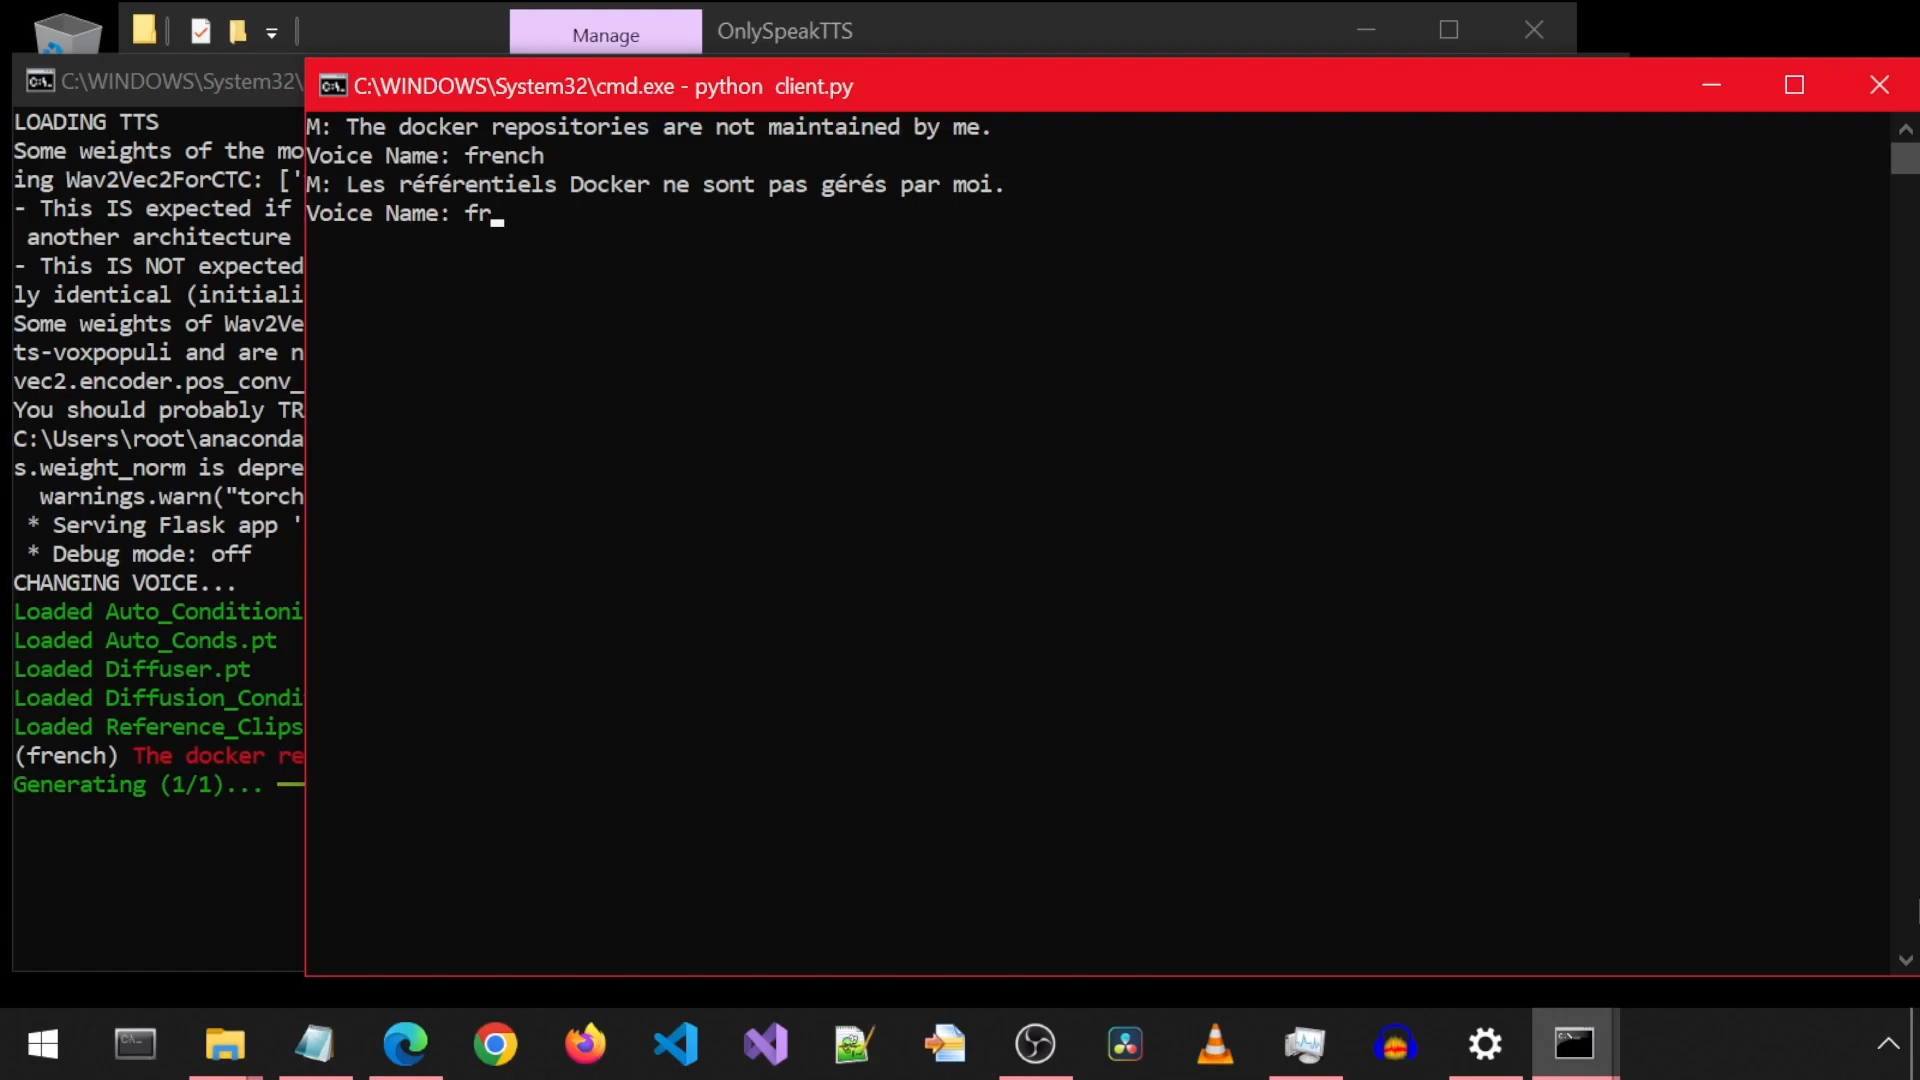 Manage
OnlySpeakTTS
C:\WINDOWS\System32\
C:\WINDOWS\System32\cmd.exe - python client.py
LOADING TTS
Some weights of the mo
ing Wav2Vec2ForCTC: ['
- This IS expected if
another architecture
- This IS NOT expected
ly identical (initiali
Some weights of Wav2Ve
ts-voxpopuli and are n
vec2.encoder.pos_conv_
You should probably TR
C:\Users\root\anaconda
s.weight_norm is depre
warnings.warn("torch
* Serving Flask app '
* Debug mode: off
CHANGING VOICE...
Loaded Auto_Conditioni
Loaded Auto_Conds.pt
Loaded Diffuser.pt
Loaded Diffusion_Condi
Loaded Reference_Clips
(french) The docker re
Generating (1/1)...
M: The docker repositories are not maintained by me.
Voice Name: french
M: Les référentiels Docker ne sont pas gérés par moi.
Voice Name: fr_